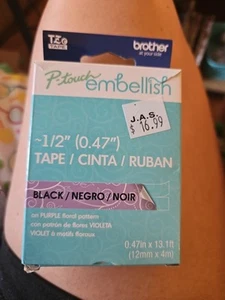 TZe
TAPE
brother
at your side
P-touch
embellish
J.A.S.
$ 16.99
~1/2" (0.47")
TAPE / CINTA / RUBAN
BLACK / NEGRO / NOIR
on PURPLE floral pattern
con patrón de flores VIOLETA
VIOLET à motifs floraux
0.47in x 13.1ft
(12mm x 4m)